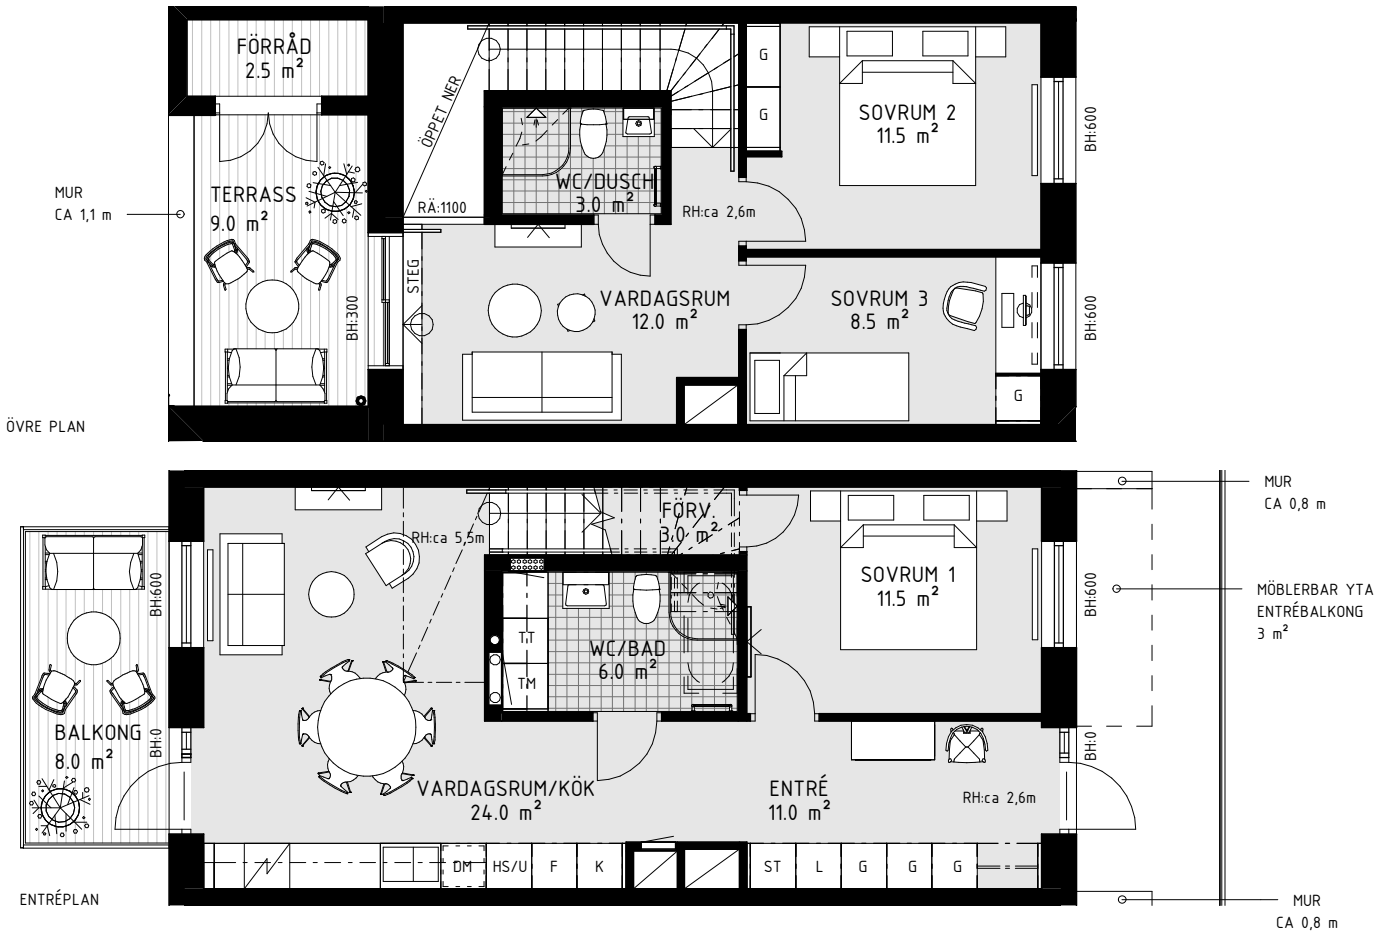 FÖRRÅD
2.5 m²
G
G
SOVRUM 2
11.5 m²
BH:600
ÖPPET NER
MUR
CA 1,1 m
TERRASS
9.0 m²
WC/DUSCH
3.0 m²
RÄ:1100
RH:ca 2,6m
STEG
BH:300
VARDAGSRUM
12.0 m²
SOVRUM 3
8.5 m²
BH:600
G
ÖVRE PLAN
MUR
CA 0,8 m
FÖRV.
3.0 m²
RH:ca 5,5m
BH:600
SOVRUM 1
11.5 m²
BH:600
MÖBLERBAR YTA
ENTRÉBALKONG
3 m²
TT
TM
WC/BAD
6.0 m²
BALKONG
8.0 m²
BH:0
BH:0
VARDAGSRUM/KÖK
24.0 m²
ENTRÉ
11.0 m²
RH:ca 2,6m
DM
HS/U
F
K
ST
L
G
G
G
ENTRÉPLAN
MUR
CA 0,8 m